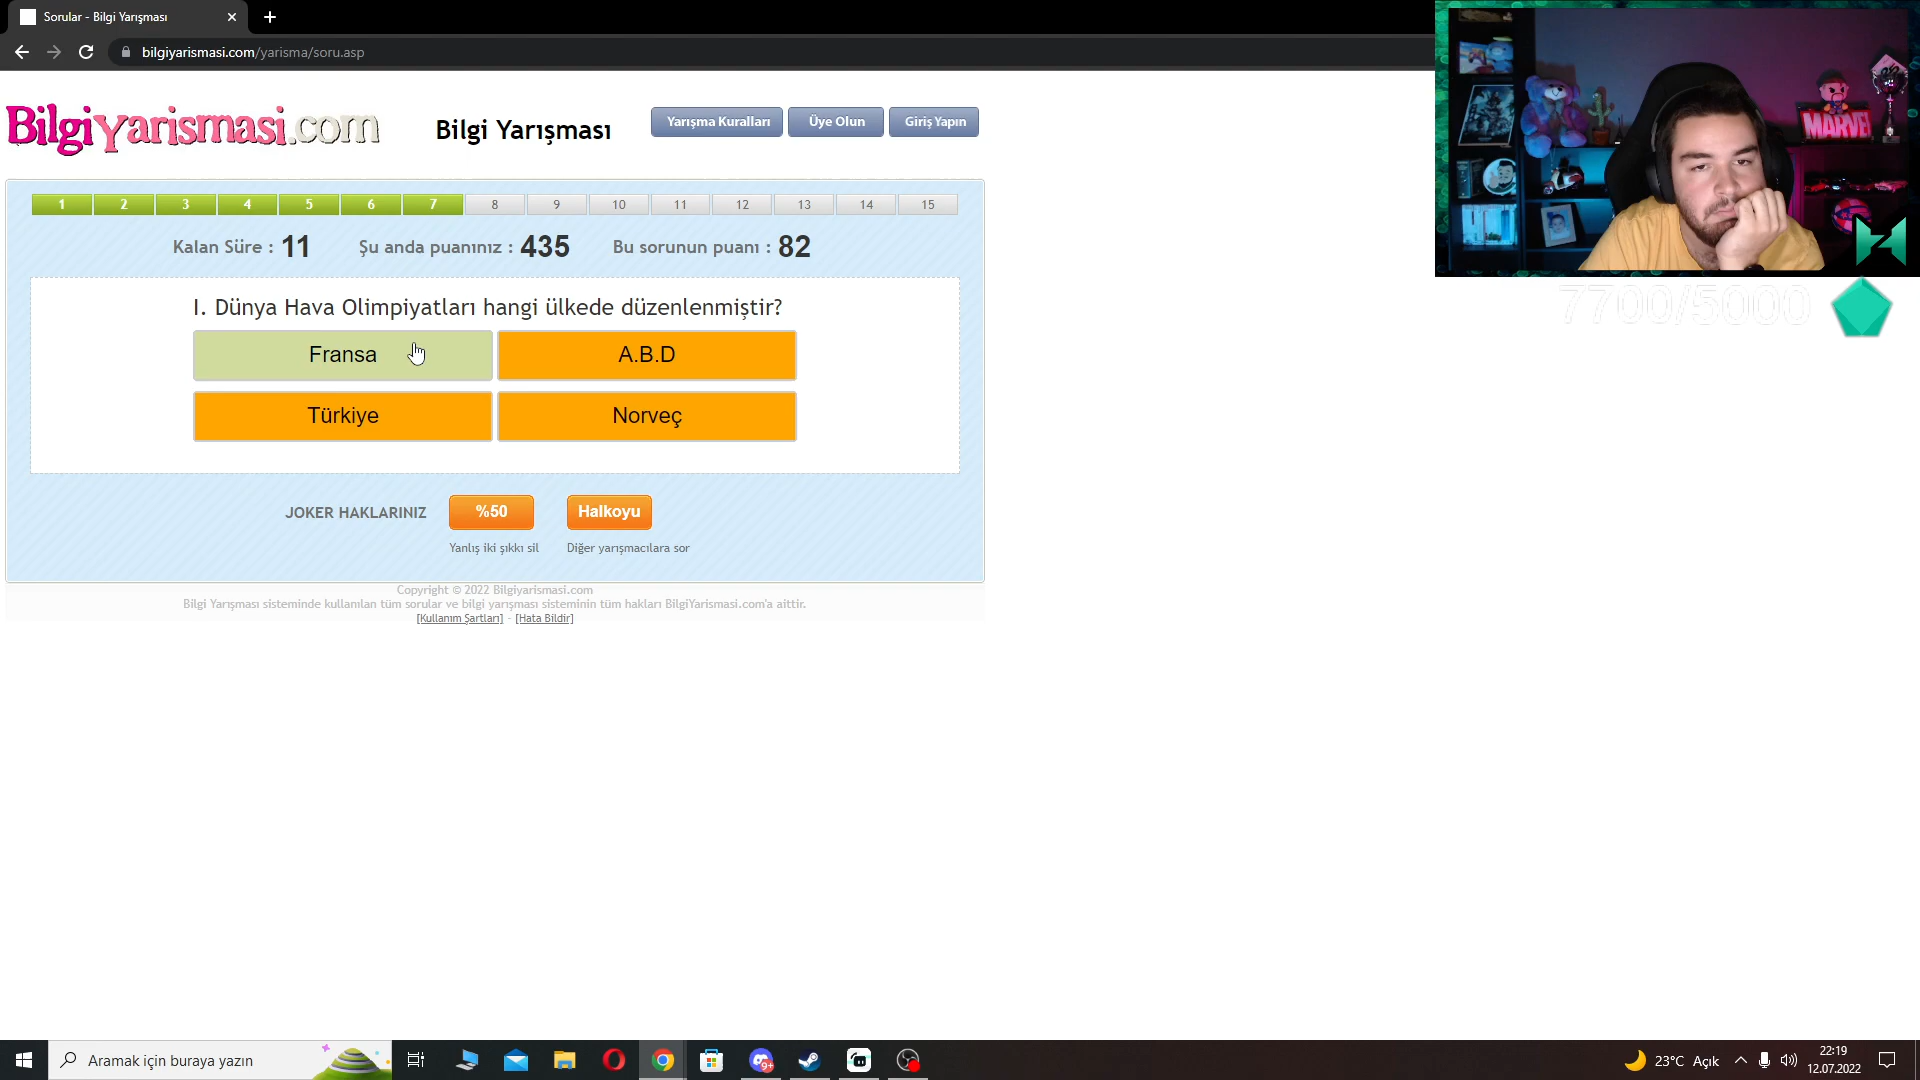 Sorular - Bilgi Yarışması
bilgiyarismasi.com/yarisma/soru.asp
Bilgiyarismasi.com
Bilgi Yarışması
Yarışma Kuralları
Üye Olun
Giriş Yapın
1 2 3 4 5 6 7 8 9 10 11 12 13 14 15
Kalan Süre : 11
Şu anda puanınız : 435
Bu sorunun puanı : 82
I. Dünya Hava Olimpiyatları hangi ülkede düzenlenmiştir?
Fransa
A.B.D
Türkiye
Norveç
JOKER HAKLARINIZ
%50
Halkoyu
Yanlış iki şıkkı sil
Diğer yarışmacılara sor
Copyright © 2022 Bilgiyarismasi.com
Bilgi Yarışması sisteminde kullanılan tüm sorular ve bilgi yarışması sisteminin tüm hakları BilgiYarismasi.com'a aittir.
[Kullanım Şartları] - [Hata Bildir]
MARVEL
7700/5000
Aramak için buraya yazın
9+
23°C Açık
22:19
12.07.2022